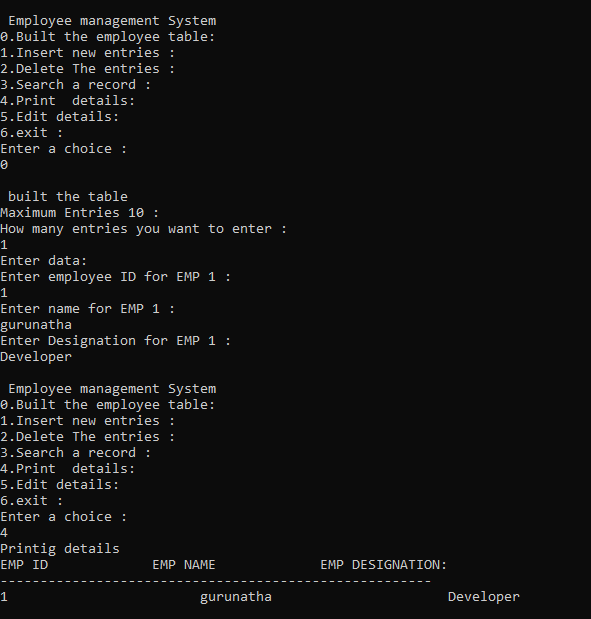 Employee management System
0.Built the employee table:
1.Insert new entries :
2.Delete The entries :
3.Search a record :
4.Print  details:
5.Edit details:
6.exit :
Enter a choice :
0
built the table
Maximum Entries 10 :
How many entries you want to enter :
1
Enter data:
Enter employee ID for EMP 1 :
1
Enter name for EMP 1 :
gurunatha
Enter Designation for EMP 1 :
Developer
Employee management System
0.Built the employee table:
1.Insert new entries :
2.Delete The entries :
3.Search a record :
4.Print  details:
5.Edit details:
6.exit :
Enter a choice :
4
Printig details
EMP ID             EMP NAME             EMP DESIGNATION:
------------------------------------------------------
1                        gurunatha                      Developer